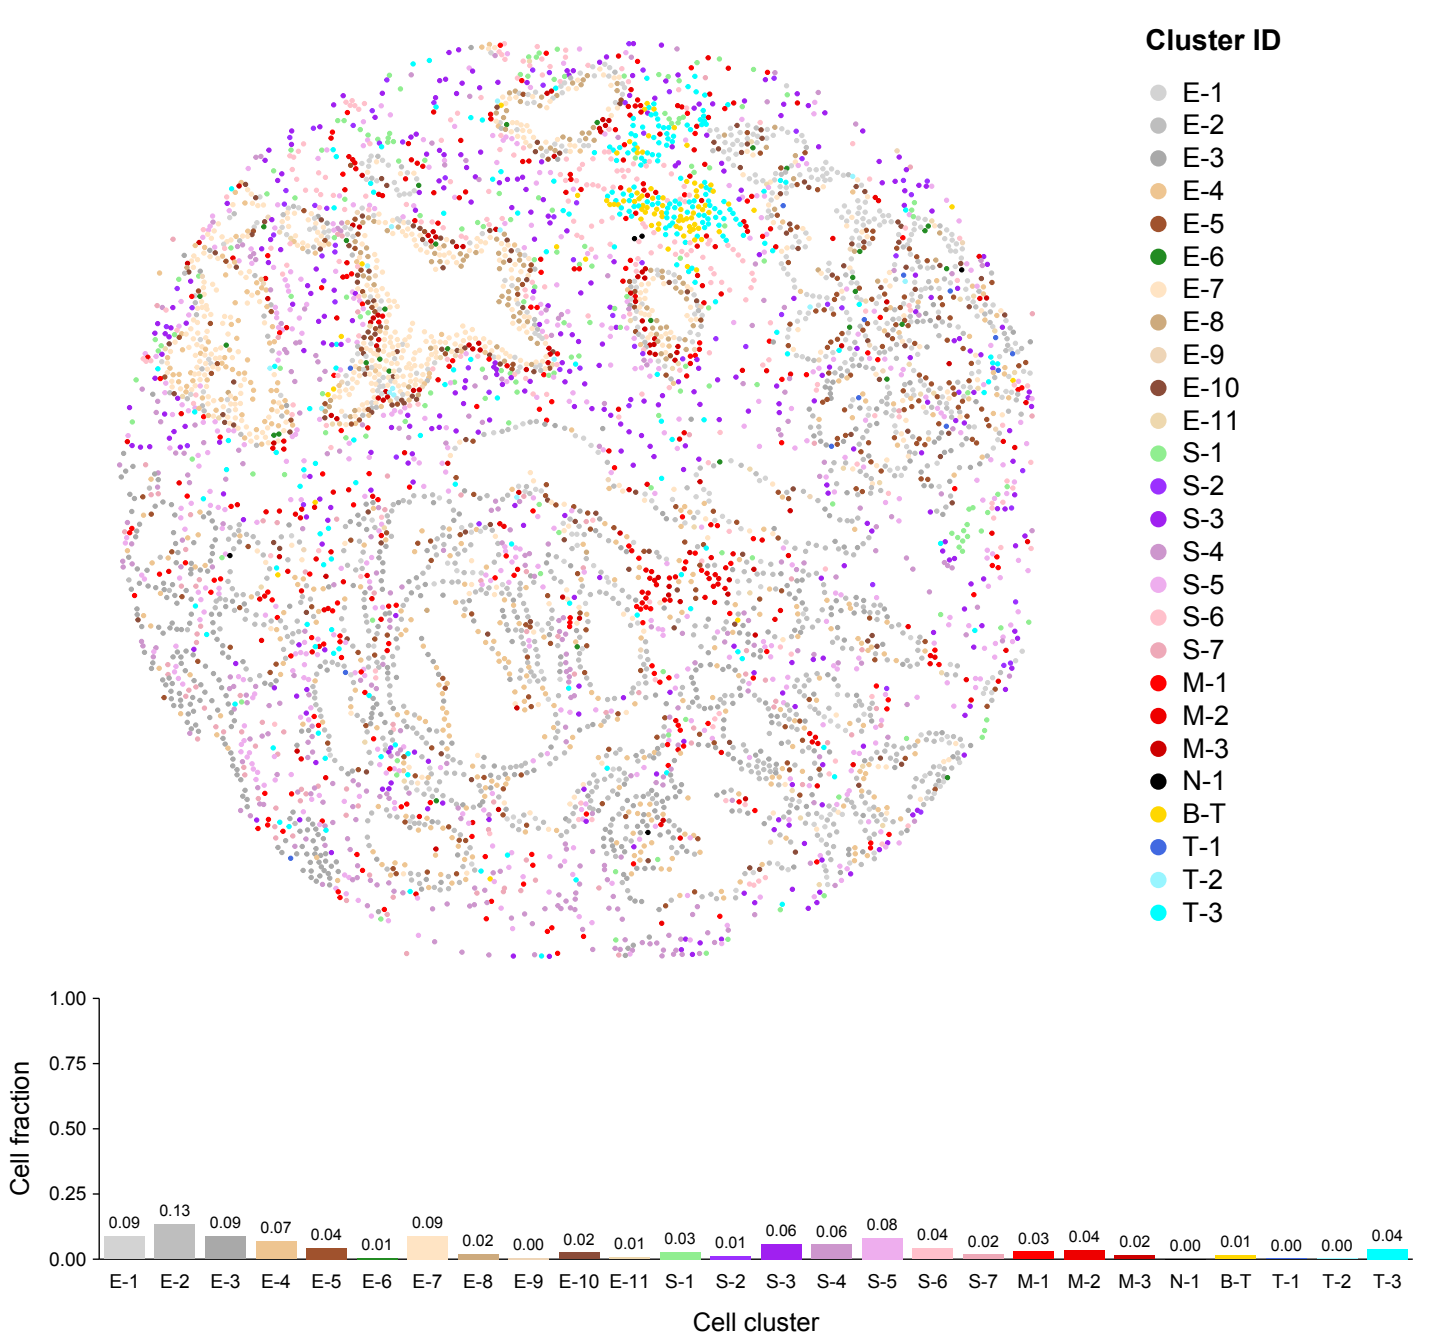 Cluster ID
E-1
E-2
E-3
E-4
E-5
E-6
E-7
E-8
E-9
E-10
E-11
S-1
S-2
S-3
S-4
S-5
S-6
S-7
M-1
M-2
M-3
N-1
B-T
T-1
T-2
T-3
1.00
0.75
0.50
0.25
0.00
Cell fraction
0.09 0.13 0.09 0.07 0.04 0.01 0.09 0.02 0.00 0.02 0.01 0.03 0.01 0.06 0.06 0.08 0.04 0.02 0.03 0.04 0.02 0.00 0.01 0.00 0.00 0.04
E-1 E-2 E-3 E-4 E-5 E-6 E-7 E-8 E-9 E-10 E-11 S-1 S-2 S-3 S-4 S-5 S-6 S-7 M-1 M-2 M-3 N-1 B-T T-1 T-2 T-3
Cell cluster